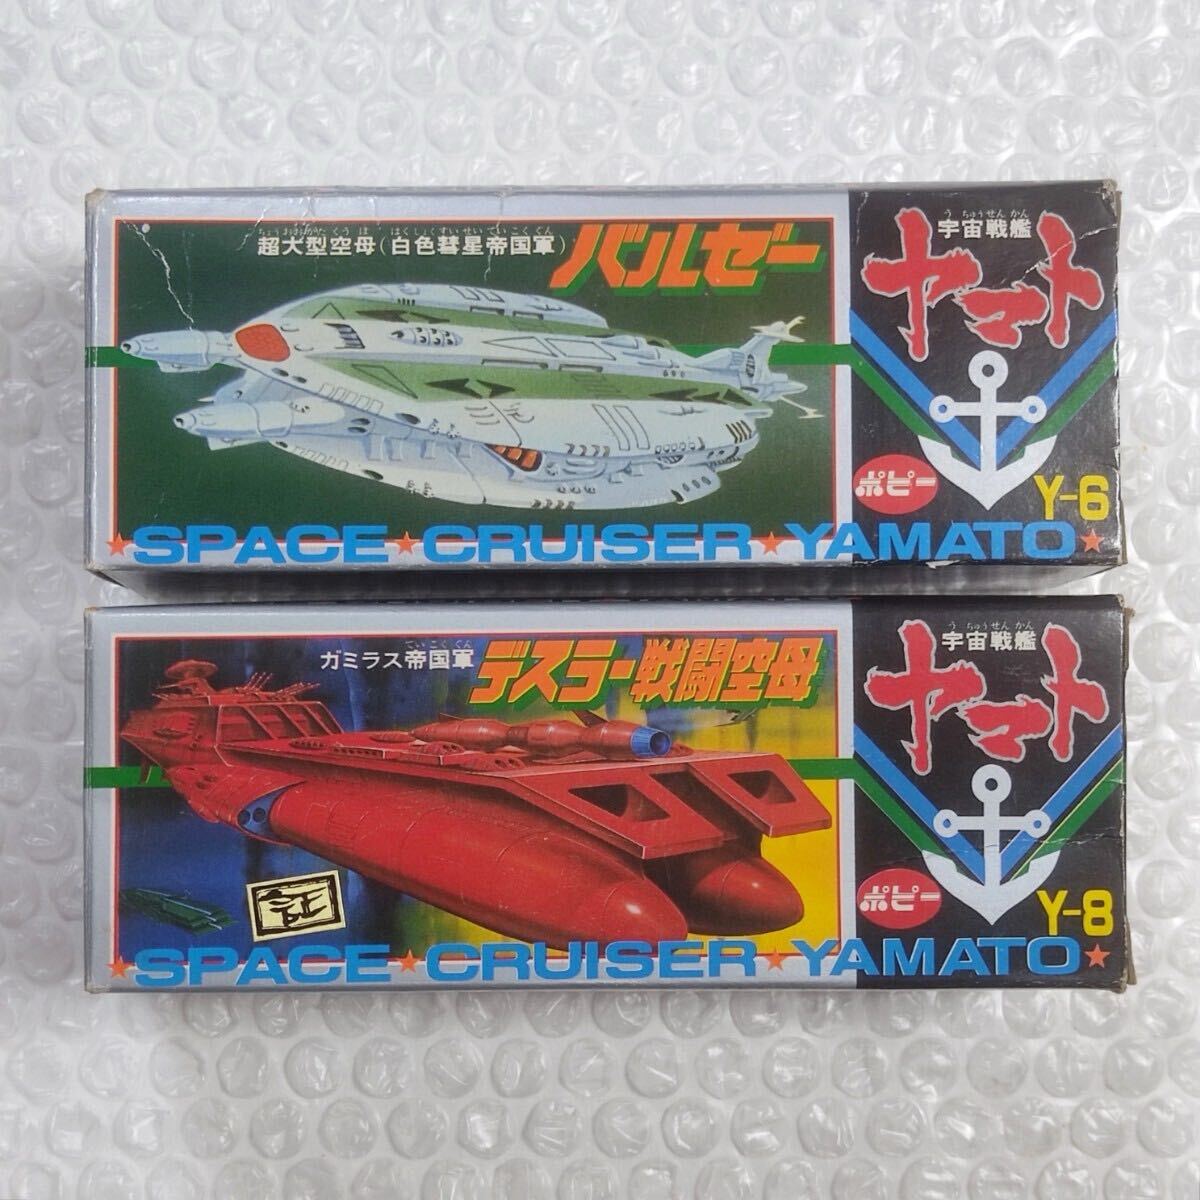 ちょうおおがたくうぼ はくしょくすいせいていこくぐん
超大型空母(白色彗星帝国軍)
バルゼー
うちゅうせんかん
宇宙戦艦
ヤマト
ポピー
Y-6
★SPACE★CRUISER★YAMATO★
ていこくぐん
ガミラス帝国軍
デスラー戦闘空母
うちゅうせんかん
宇宙戦艦
ヤマト
ポピー
Y-8
★SPACE★CRUISER★YAMATO★